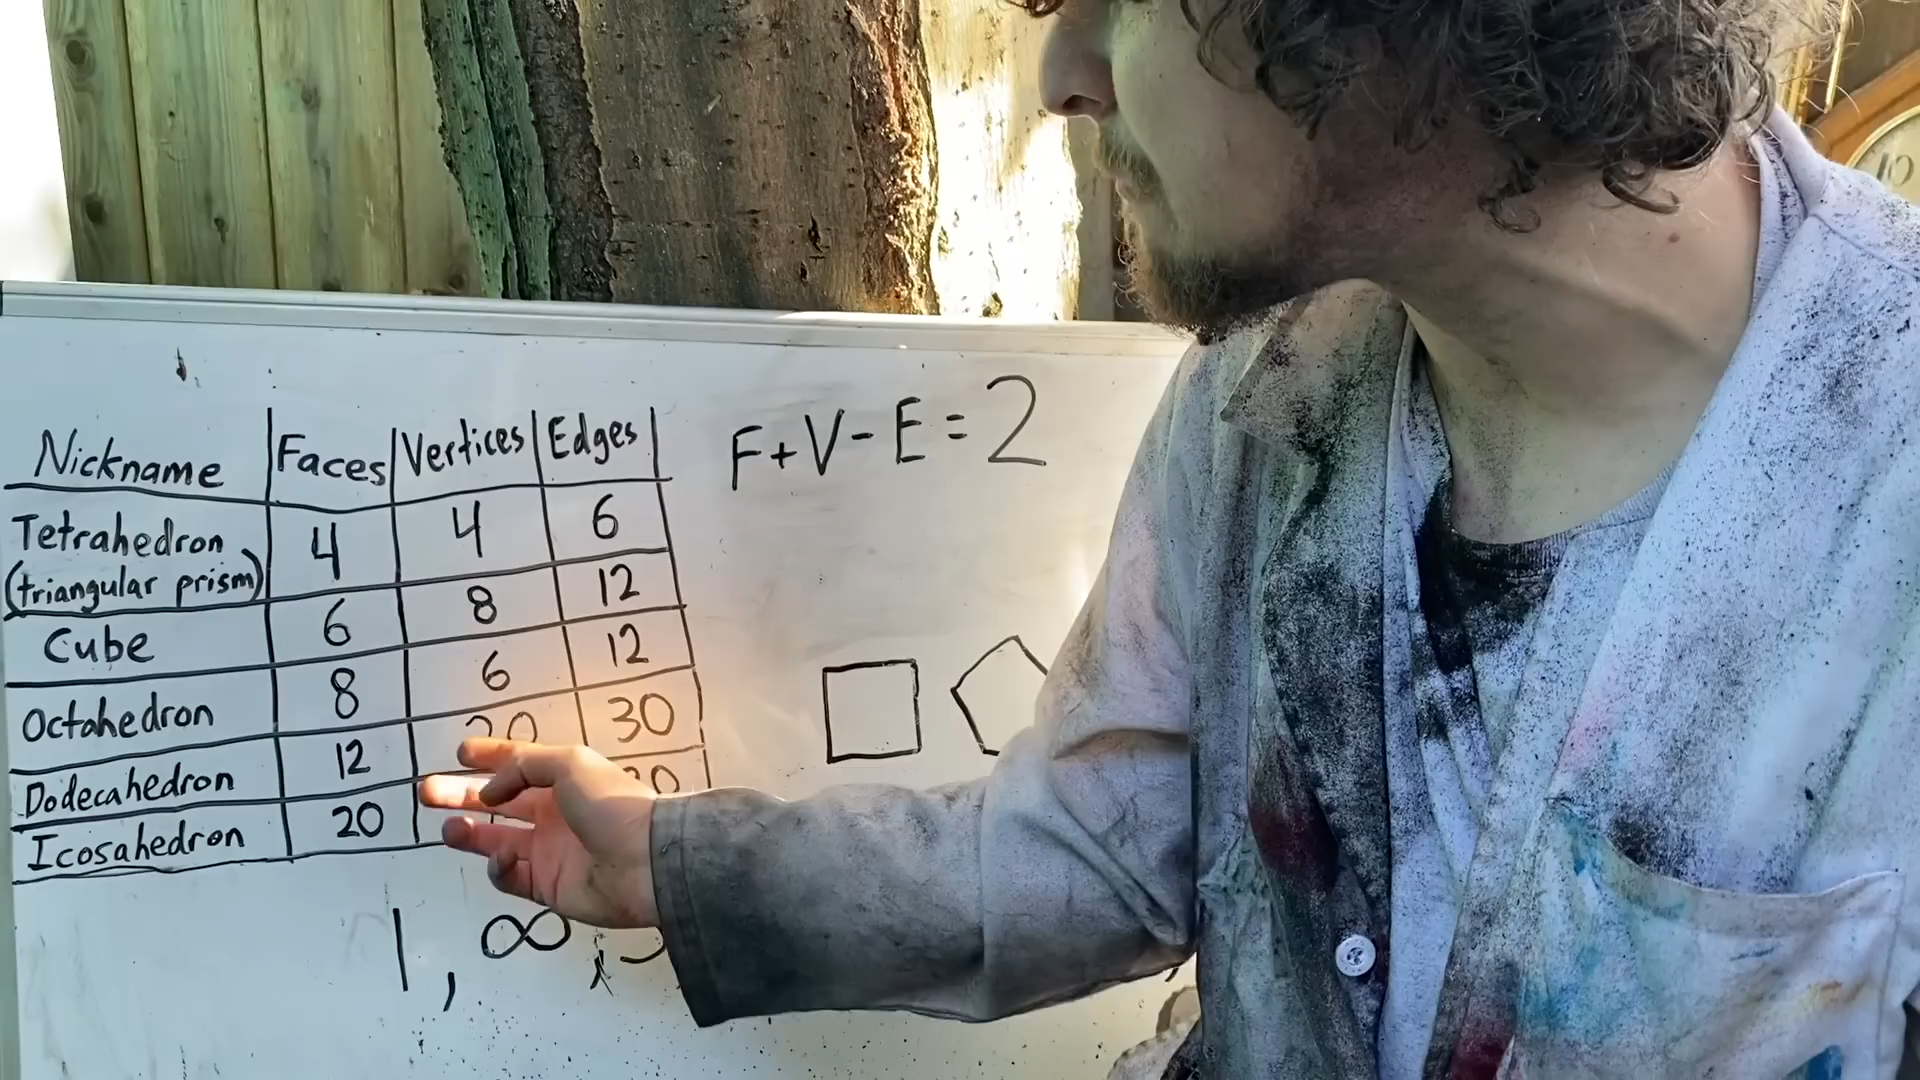 Nickname Faces Vertices Edges
Tetrahedron (triangular prism) 4 4 6
Cube 6 8 12
Octahedron 8 6 12
Dodecahedron 12 20 30
Icosahedron 20
F+V-E=2
1, ∞,